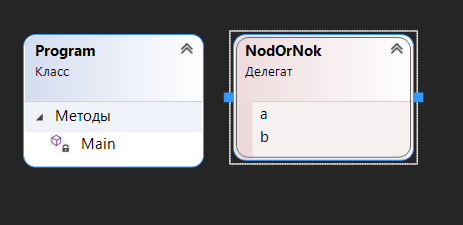 Program
Класс
Методы
Main
NodOrNok
Делегат
a
b